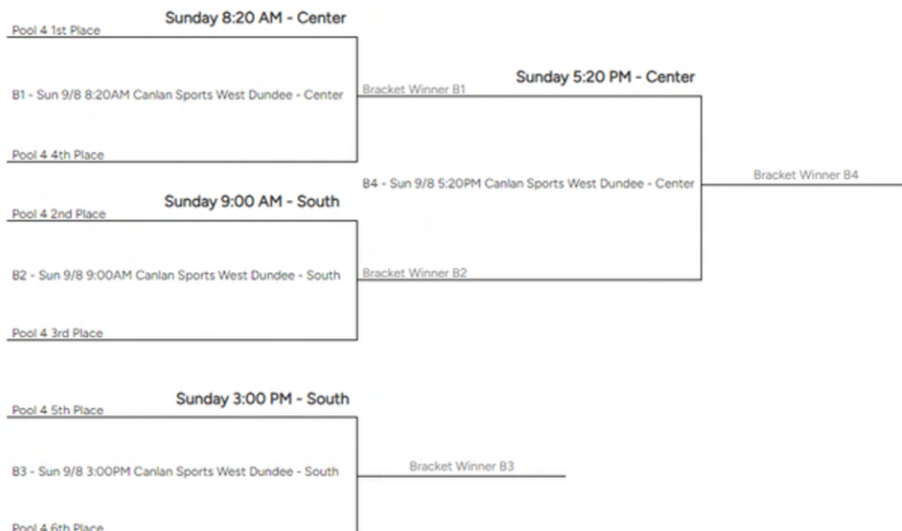 Sunday 8:20 AM - Center
Pool 4 1st Place
B1 - Sun 9/8 8:20AM Canlan Sports West Dundee - Center
Pool 4 4th Place
Sunday 5:20 PM - Center
Bracket Winner B1
B4 - Sun 9/8 5:20PM Canlan Sports West Dundee - Center
Bracket Winner B4
Sunday 9:00 AM - South
Pool 4 2nd Place
B2 - Sun 9/8 9:00AM Canlan Sports West Dundee - South
Bracket Winner B2
Pool 4 3rd Place
Sunday 3:00 PM - South
Pool 4 5th Place
B3 - Sun 9/8 3:00PM Canlan Sports West Dundee - South
Bracket Winner B3
Pool 4 6th Place